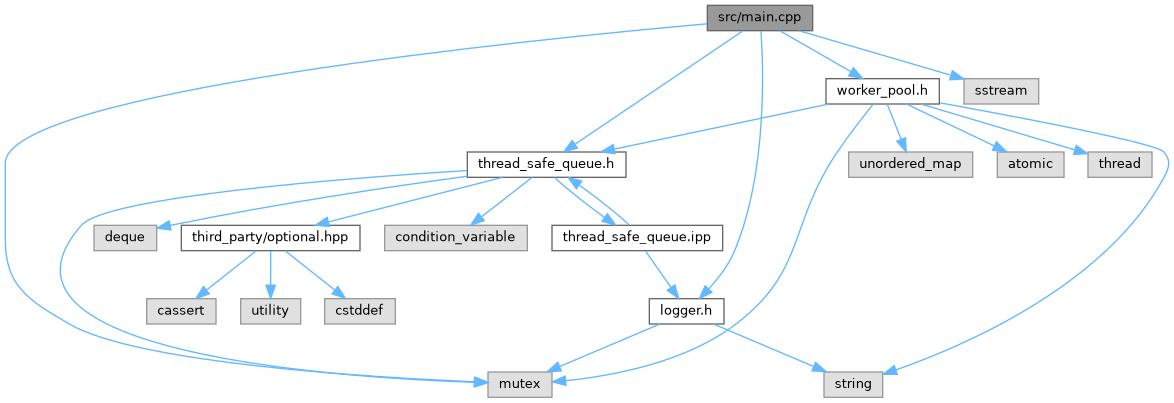 src/main.cpp
worker_pool.h
sstream
thread_safe_queue.h
unordered_map
atomic
thread
deque
third_party/optional.hpp
condition_variable
thread_safe_queue.ipp
cassert
utility
cstddef
logger.h
mutex
string